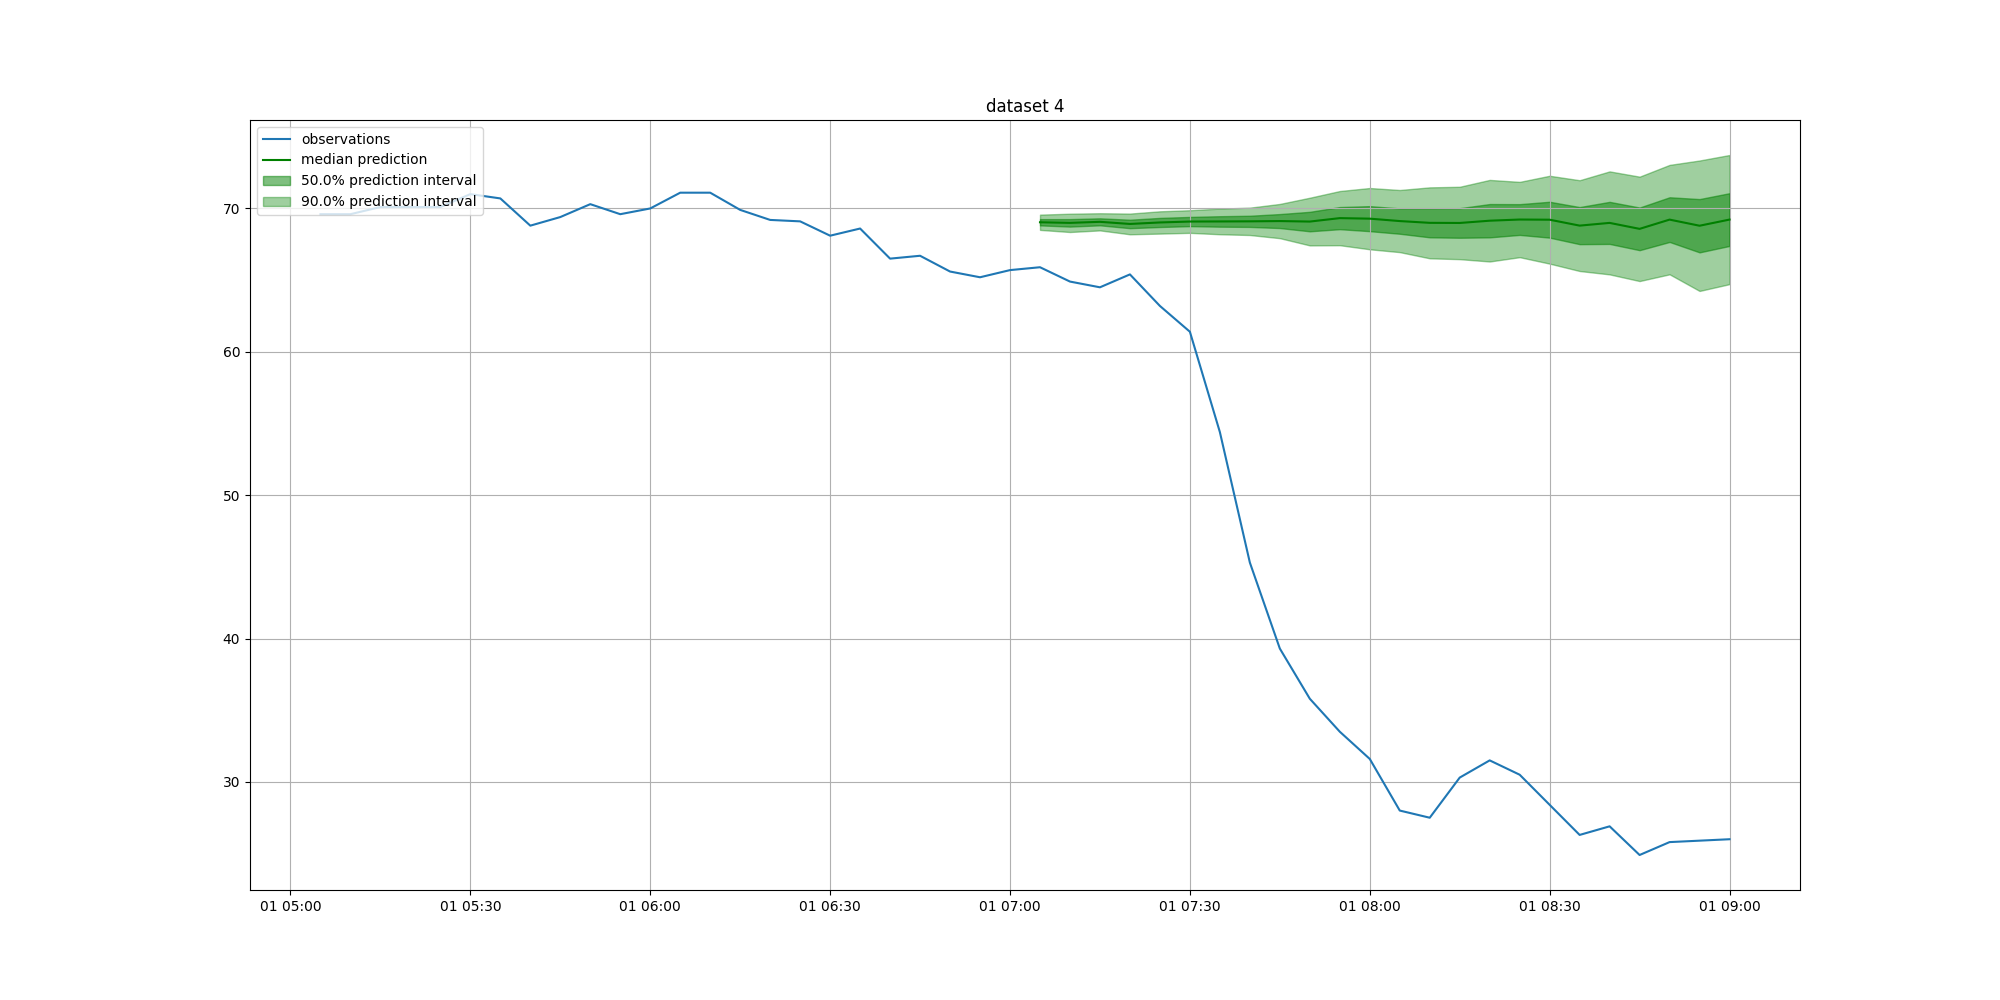 dataset 4
observations
median prediction
50.0% prediction interval
90.0% prediction interval
70
60
50
40
30
01 05:00
01 05:30
01 06:00
01 06:30
01 07:00
01 07:30
01 08:00
01 08:30
01 09:00